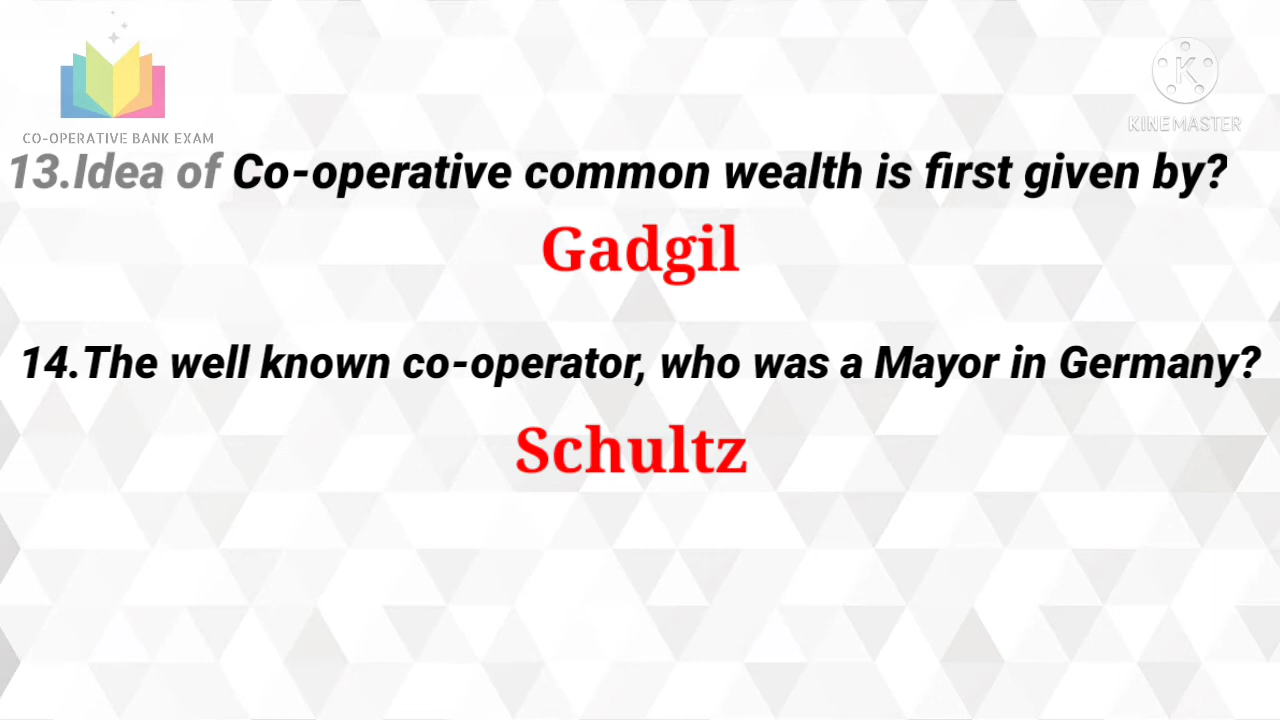 CO-OPERATIVE BANK EXAM
K
KINEMASTER
13.Idea of Co-operative common wealth is first given by?
Gadgil
14.The well known co-operator, who was a Mayor in Germany?
Schultz